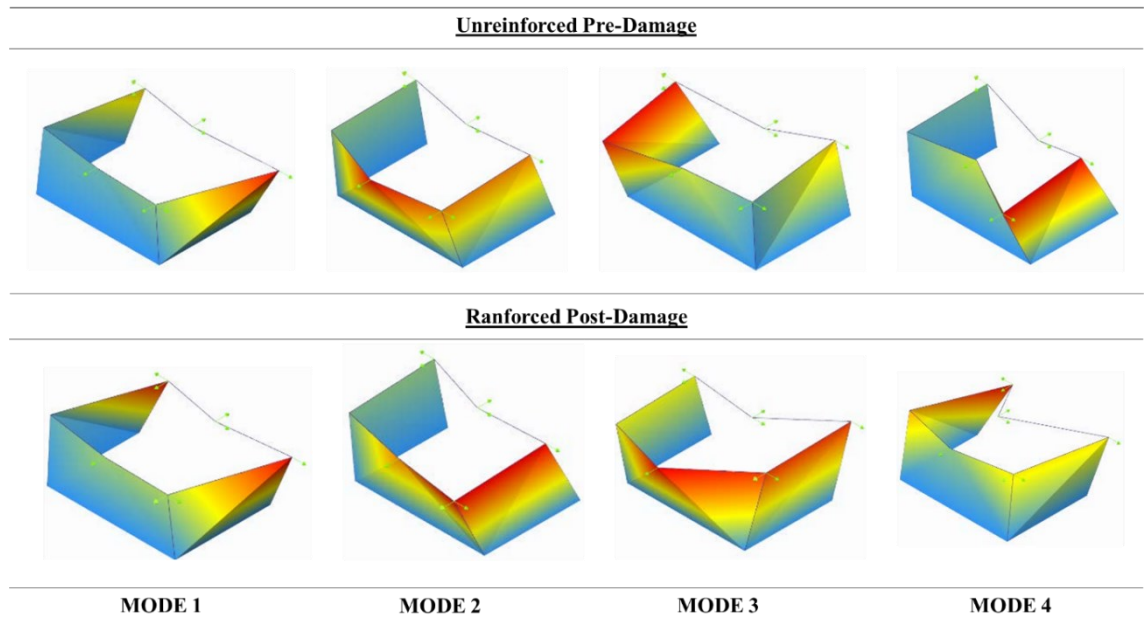 Unreinforced Pre-Damage
Ranforced Post-Damage
MODE 1 MODE 2 MODE 3 MODE 4